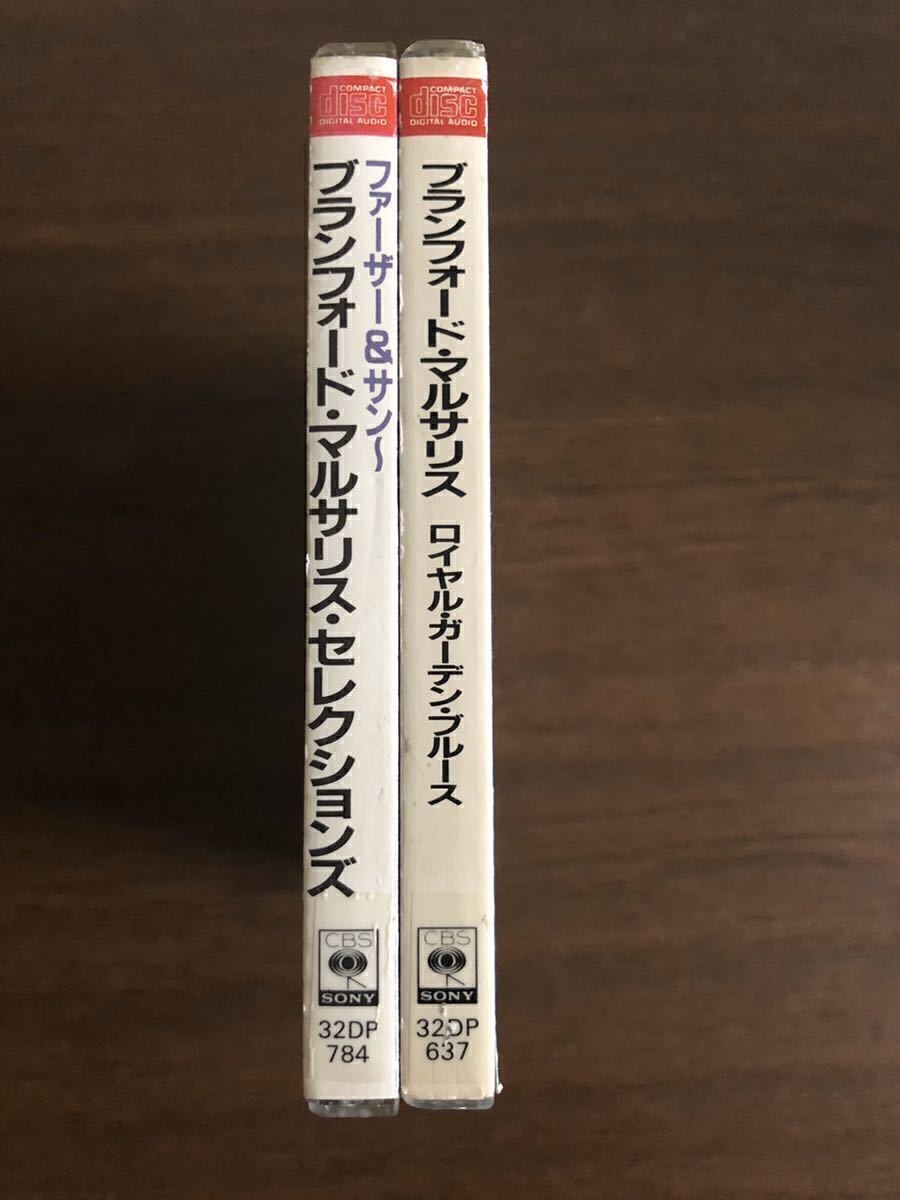 COMPACT
disc
DIGITAL AUDIO
ファーザー&サン〜
ブランフォード・マルサリス・セレクションズ
CBS
SONY
32DP
784
COMPACT
disc
DIGITAL AUDIO
ブランフォード・マルサリス ロイヤル・ガーデン・ブルース
CBS
SONY
32DP
637